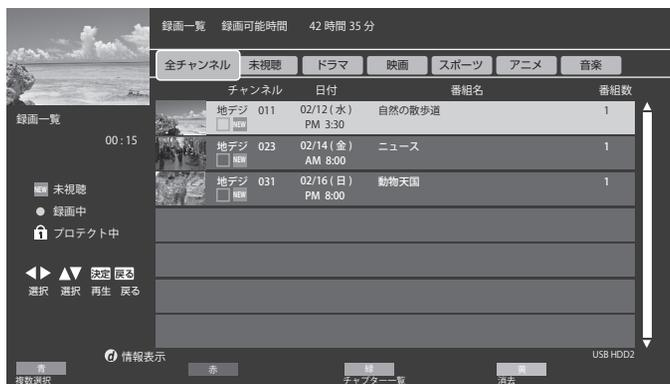 録画一覧 録画可能時間 42 時間 35 分
全チャンネル 未視聴 ドラマ 映画 スポーツ アニメ 音楽
チャンネル 日付 番組名 番組数
録画一覧
00 : 15
地デジ 011 02/12 ( 水 ) 自然の散歩道 1
NEW PM 3:30
地デジ 023 02/14 ( 金 ) ニュース 1
NEW AM 8:00
地デジ 031 02/16 ( 日 ) 動物天国 1
NEW PM 8:00
NEW 未視聴
録画中
1 プロテクト中
決定 戻る
選択 選択 再生 戻る
d 情報表示
USB HDD2
青 赤 緑 黄
複数選択 チャプター一覧 消去